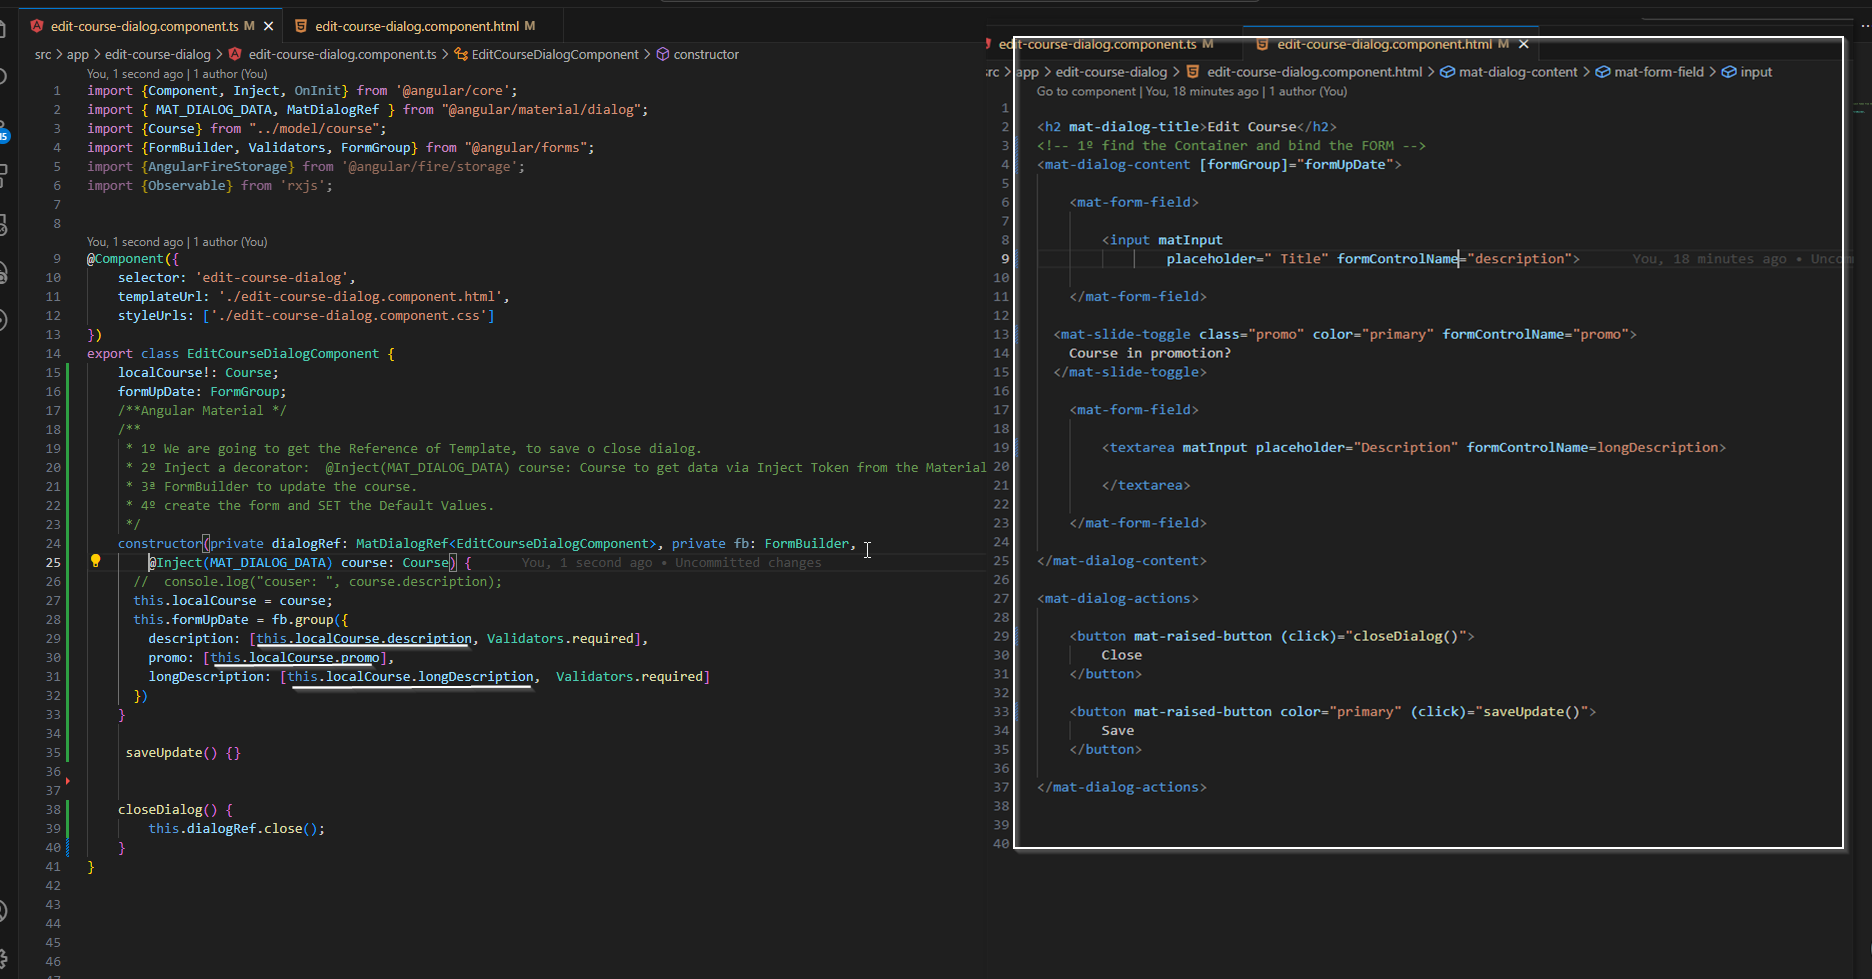 edit-course-dialog.component.ts M
edit-course-dialog.component.html M
src > app > edit-course-dialog > edit-course-dialog.component.ts > EditCourseDialogComponent > constructor
You, 1 second ago | 1 author (You)
1 import {Component, Inject, OnInit} from '@angular/core';
2 import { MAT_DIALOG_DATA, MatDialogRef } from "@angular/material/dialog";
3 import {Course} from "../model/course";
4 import {FormBuilder, Validators, FormGroup} from "@angular/forms";
5 import {AngularFireStorage} from '@angular/fire/storage';
6 import {Observable} from 'rxjs';
7
8
You, 1 second ago | 1 author (You)
9 @Component({
10 selector: 'edit-course-dialog',
11 templateUrl: './edit-course-dialog.component.html',
12 styleUrls: ['./edit-course-dialog.component.css']
13 })
14 export class EditCourseDialogComponent {
15 localCourse!: Course;
16 formUpDate: FormGroup;
17 /**Angular Material */
18 /**
19 * 1º We are going to get the Reference of Template, to save o close dialog.
20 * 2º Inject a decorator:  @Inject(MAT_DIALOG_DATA) course: Course to get data via Inject Token from the Material
21 * 3ª FormBuilder to update the course.
22 * 4º create the form and SET the Default Values.
23 */
24 constructor(private dialogRef: MatDialogRef<EditCourseDialogComponent>, private fb: FormBuilder,
25 @Inject(MAT_DIALOG_DATA) course: Course) { You, 1 second ago • Uncommitted changes
26 //  console.log("couser: ", course.description);
27 this.localCourse = course;
28 this.formUpDate = fb.group({
29 description: [this.localCourse.description, Validators.required],
30 promo: [this.localCourse.promo],
31 longDescription: [this.localCourse.longDescription,  Validators.required]
32 })
33 }
34
35 saveUpdate() {}
36
37
38 closeDialog() {
39 this.dialogRef.close();
40 }
41 }
42
43
44
45
46
edit-course-dialog.component.ts M
edit-course-dialog.component.html M
src > app > edit-course-dialog > edit-course-dialog.component.html > mat-dialog-content > mat-form-field > input
Go to component | You, 18 minutes ago | 1 author (You)
1
2 <h2 mat-dialog-title>Edit Course</h2>
3 <!-- 1º find the Container and bind the FORM -->
4 <mat-dialog-content [formGroup]="formUpDate">
5
6 <mat-form-field>
7
8 <input matInput
9 placeholder=" Title" formControlName="description"> You, 18 minutes ago • Uncom
10
11 </mat-form-field>
12
13 <mat-slide-toggle class="promo" color="primary" formControlName="promo">
14 Course in promotion?
15 </mat-slide-toggle>
16
17 <mat-form-field>
18
19 <textarea matInput placeholder="Description" formControlName=longDescription>
20
21 </textarea>
22
23 </mat-form-field>
24
25 </mat-dialog-content>
26
27 <mat-dialog-actions>
28
29 <button mat-raised-button (click)="closeDialog()">
30 Close
31 </button>
32
33 <button mat-raised-button color="primary" (click)="saveUpdate()">
34 Save
35 </button>
36
37 </mat-dialog-actions>
38
39
40